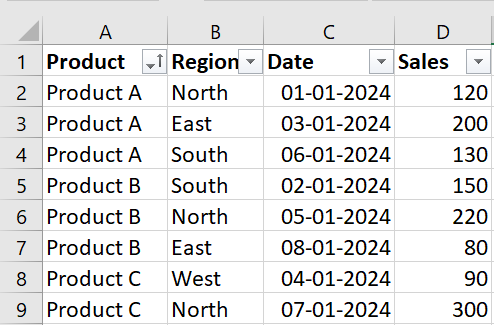 A B C D
1 Product Region Date Sales
2 Product A North 01-01-2024 120
3 Product A East 03-01-2024 200
4 Product A South 06-01-2024 130
5 Product B South 02-01-2024 150
6 Product B North 05-01-2024 220
7 Product B East 08-01-2024 80
8 Product C West 04-01-2024 90
9 Product C North 07-01-2024 300